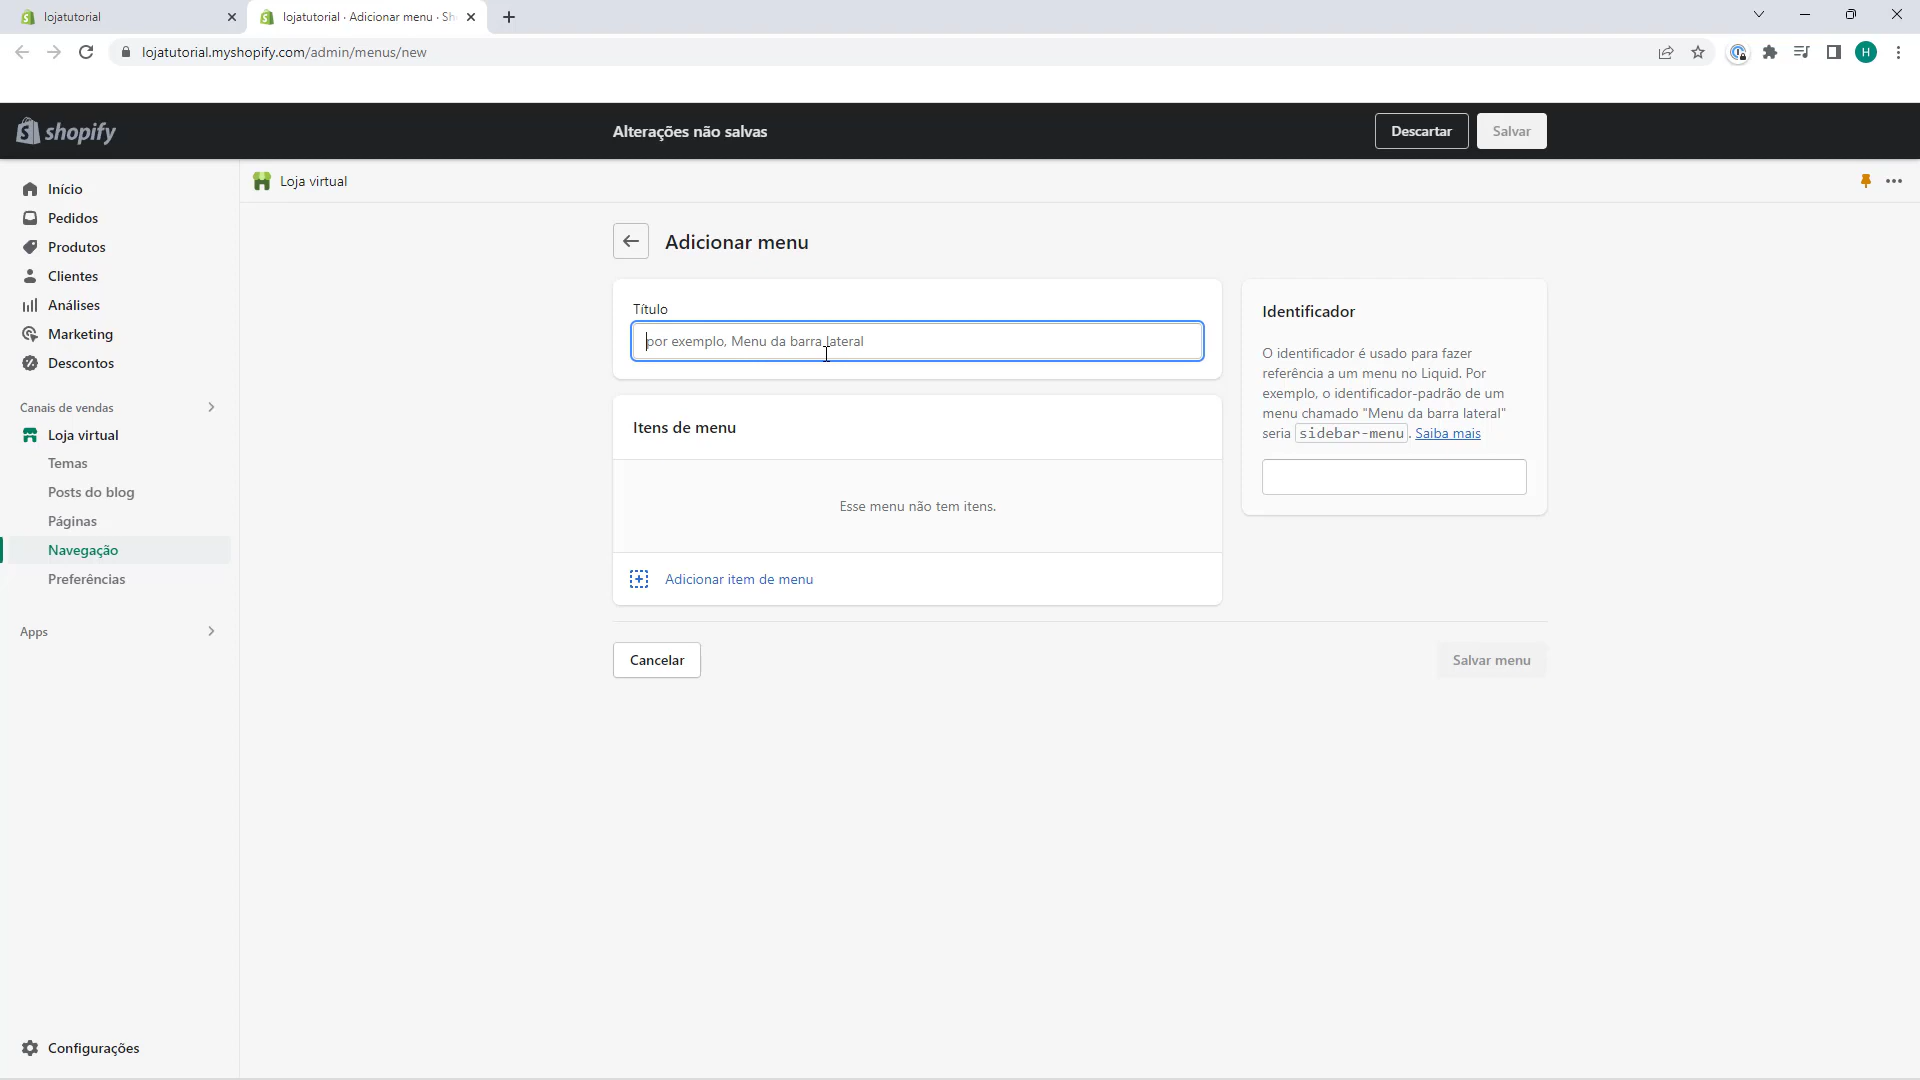 lojatutorial
lojatutorial · Adicionar menu · Sh
lojatutorial.myshopify.com/admin/menus/new
H
shopify
Alterações não salvas
Descartar
Salvar
Início
Pedidos
Produtos
Clientes
Análises
Marketing
Descontos
Canais de vendas
Loja virtual
Temas
Posts do blog
Páginas
Navegação
Preferências
Apps
Configurações
Loja virtual
Adicionar menu
Título
por exemplo, Menu da barra lateral
Itens de menu
Esse menu não tem itens.
Adicionar item de menu
Identificador
O identificador é usado para fazer
referência a um menu no Liquid. Por
exemplo, o identificador-padrão de um
menu chamado "Menu da barra lateral"
seria sidebar-menu. Saiba mais
Cancelar
Salvar menu